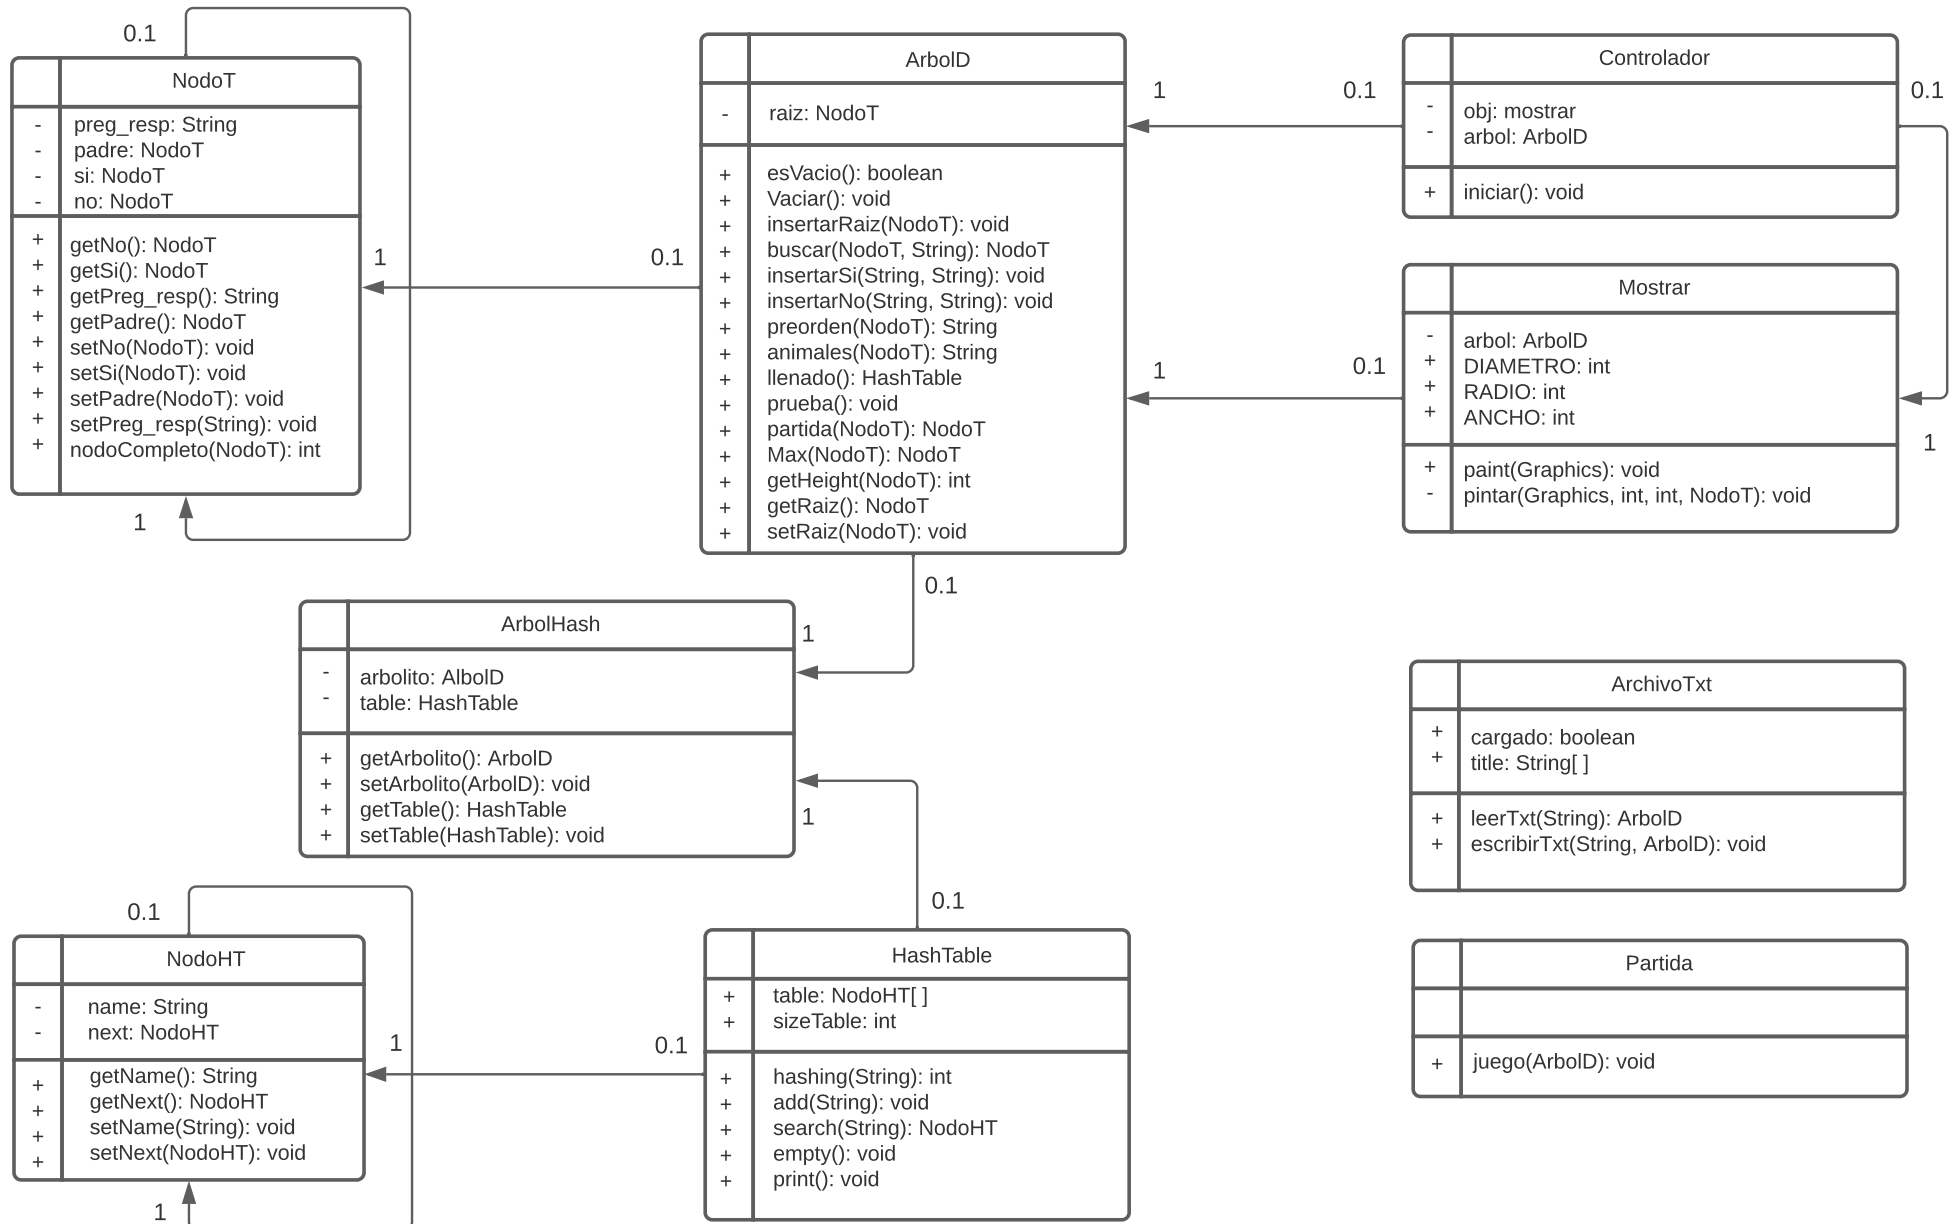 0.1
NodoT
- preg_resp: String
- padre: NodoT
- si: NodoT
- no: NodoT
+ getNo(): NodoT
+ getSi(): NodoT
+ getPreg_resp(): String
+ getPadre(): NodoT
+ setNo(NodoT): void
+ setSi(NodoT): void
+ setPadre(NodoT): void
+ setPreg_resp(String): void
+ nodoCompleto(NodoT): int
1
1
0.1
ArbolD
- raiz: NodoT
+ esVacio(): boolean
+ Vaciar(): void
+ insertarRaiz(NodoT): void
+ buscar(NodoT, String): NodoT
+ insertarSi(String, String): void
+ insertarNo(String, String): void
+ preorden(NodoT): String
+ animales(NodoT): String
+ llenado(): HashTable
+ prueba(): void
+ partida(NodoT): NodoT
+ Max(NodoT): NodoT
+ getHeight(NodoT): int
+ getRaiz(): NodoT
+ setRaiz(NodoT): void
1
0.1
Controlador
- obj: mostrar
- arbol: ArbolD
+ iniciar(): void
0.1
1
0.1
Mostrar
- arbol: ArbolD
+ DIAMETRO: int
+ RADIO: int
+ ANCHO: int
+ paint(Graphics): void
- pintar(Graphics, int, int, NodoT): void
1
0.1
1
ArbolHash
- arbolito: AlbolD
- table: HashTable
+ getArbolito(): ArbolD
+ setArbolito(ArbolD): void
+ getTable(): HashTable
+ setTable(HashTable): void
1
0.1
ArchivoTxt
+ cargado: boolean
+ title: String[ ]
+ leerTxt(String): ArbolD
+ escribirTxt(String, ArbolD): void
0.1
NodoHT
- name: String
- next: NodoHT
+ getName(): String
+ getNext(): NodoHT
+ setName(String): void
+ setNext(NodoHT): void
1
1
0.1
HashTable
+ table: NodoHT[ ]
+ sizeTable: int
+ hashing(String): int
+ add(String): void
+ search(String): NodoHT
+ empty(): void
+ print(): void
Partida
+ juego(ArbolD): void